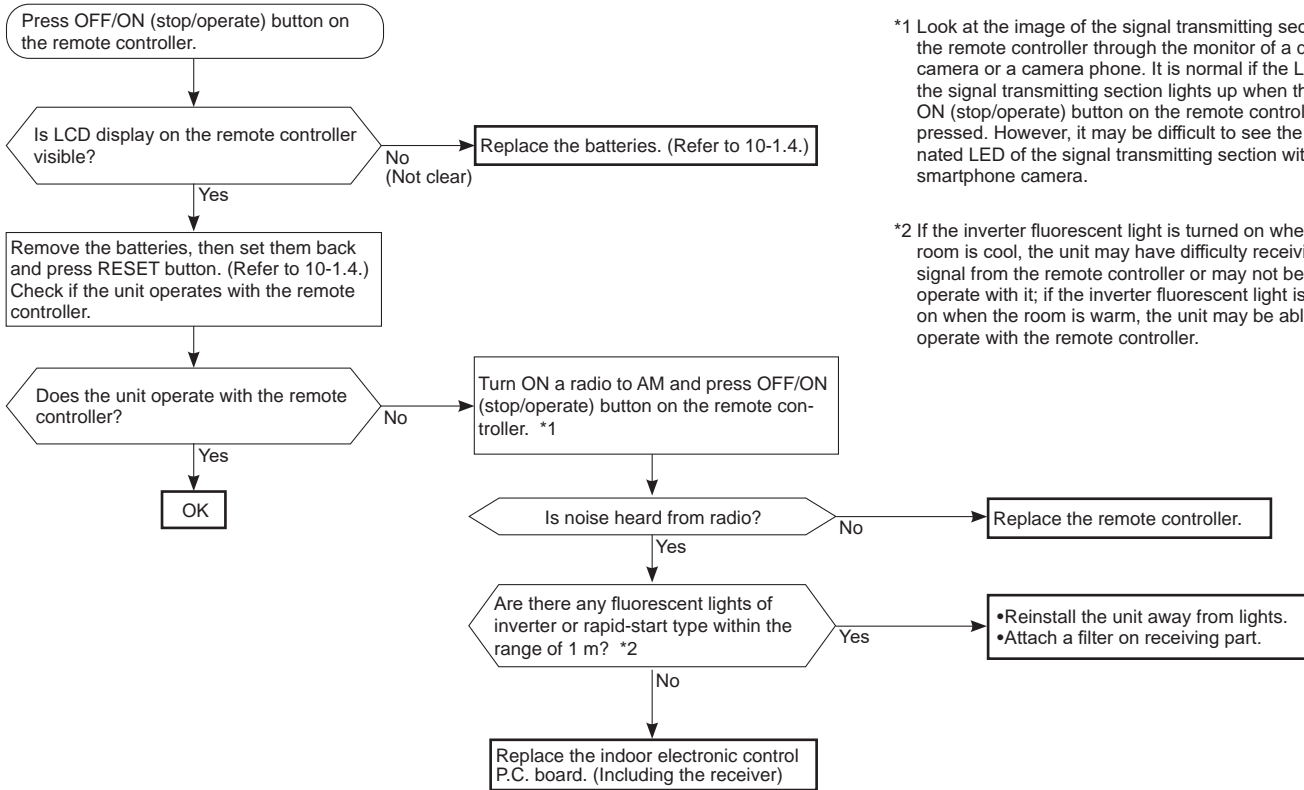 Press OFF/ON (stop/operate) button on
the remote controller.
Is LCD display on the remote controller
visible?
No
(Not clear)
Replace the batteries. (Refer to 10-1.4.)
Yes
Remove the batteries, then set them back
and press RESET button. (Refer to 10-1.4.)
Check if the unit operates with the remote
controller.
Does the unit operate with the remote
controller?
No
Yes
OK
Turn ON a radio to AM and press OFF/ON
(stop/operate) button on the remote con-
troller. *1
Is noise heard from radio?
No
Replace the remote controller.
Yes
Are there any fluorescent lights of
inverter or rapid-start type within the
range of 1 m? *2
Yes
•Reinstall the unit away from lights.
•Attach a filter on receiving part.
No
Replace the indoor electronic control
P.C. board. (Including the receiver)
*1 Look at the image of the signal transmitting
the remote controller through the monitor of a
camera or a camera phone. It is normal if the
the signal transmitting section lights up when
ON (stop/operate) button on the remote
pressed. However, it may be difficult to see the
nated LED of the signal transmitting section
smartphone camera.
*2 If the inverter fluorescent light is turned on
room is cool, the unit may have difficulty
signal from the remote controller or may not be
operate with it; if the inverter fluorescent light is
on when the room is warm, the unit may be
operate with the remote controller.